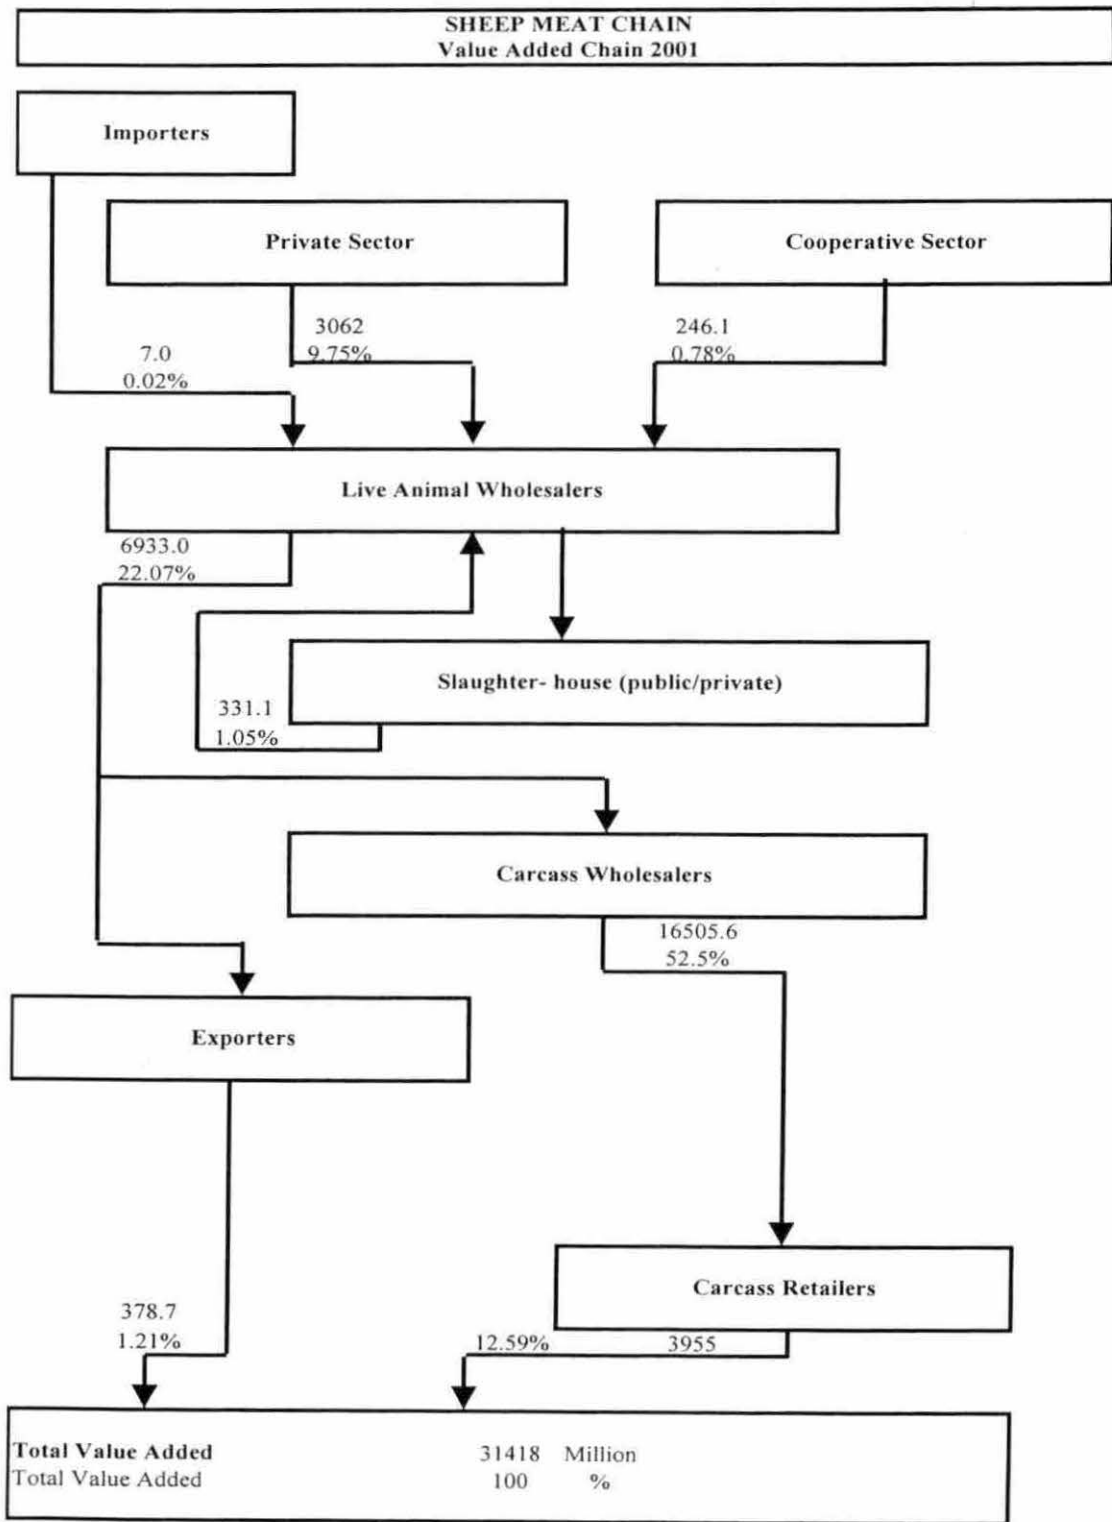 SHEEP MEAT CHAIN
Value Added Chain 2001
Importers
Private Sector
Cooperative Sector
3062
9.75%
246.1
0.78%
7.0
0.02%
Live Animal Wholesalers
6933.0
22.07%
Slaughter- house (public/private)
331.1
1.05%
Carcass Wholesalers
16505.6
52.5%
Exporters
Carcass Retailers
378.7
1.21%
12.59% 3955
Total Value Added 31418 Million
Total Value Added 100 %